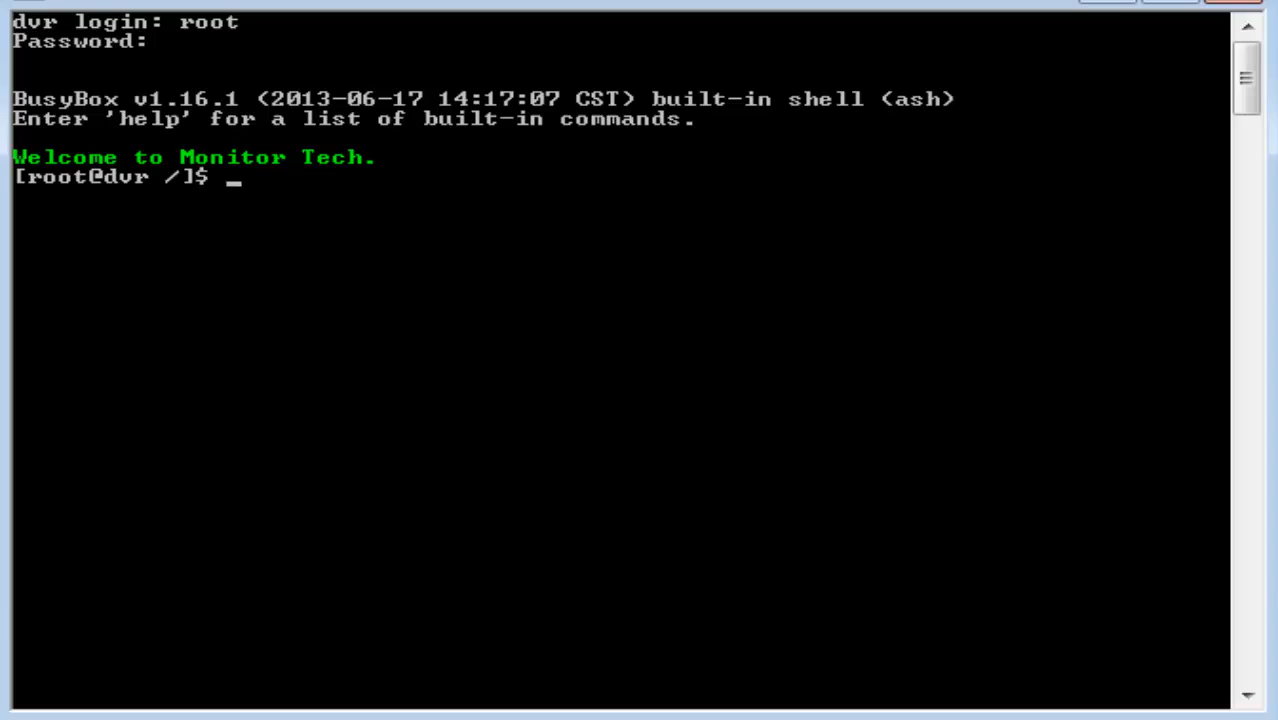 dvr login: root
Password:
BusyBox v1.16.1 (2013-06-17 14:17:07 CST) built-in shell (ash)
Enter 'help' for a list of built-in commands.
Welcome to Monitor Tech.
[root@dvr /]$ _